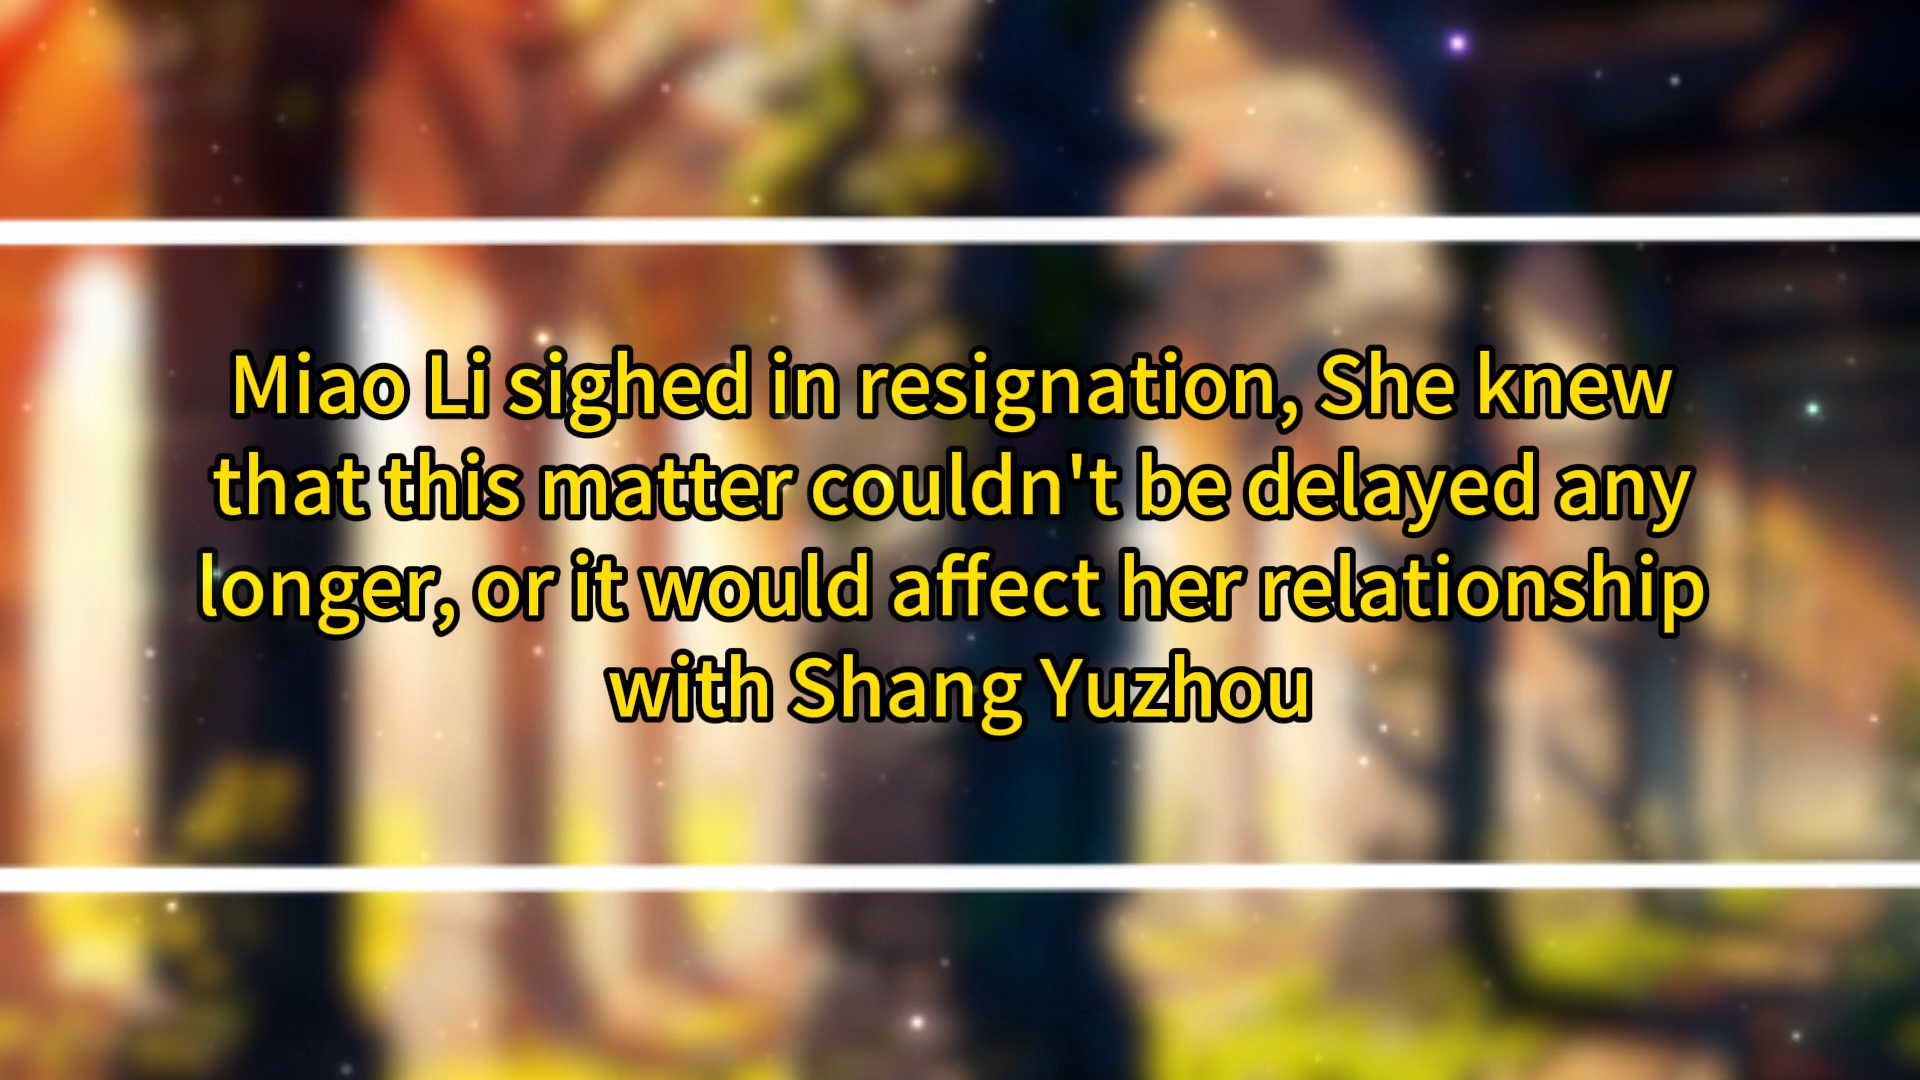 Miao Li sighed in resignation, She knew
that this matter couldn't be delayed any
longer, or it would affect her relationship
with Shang Yuzhou